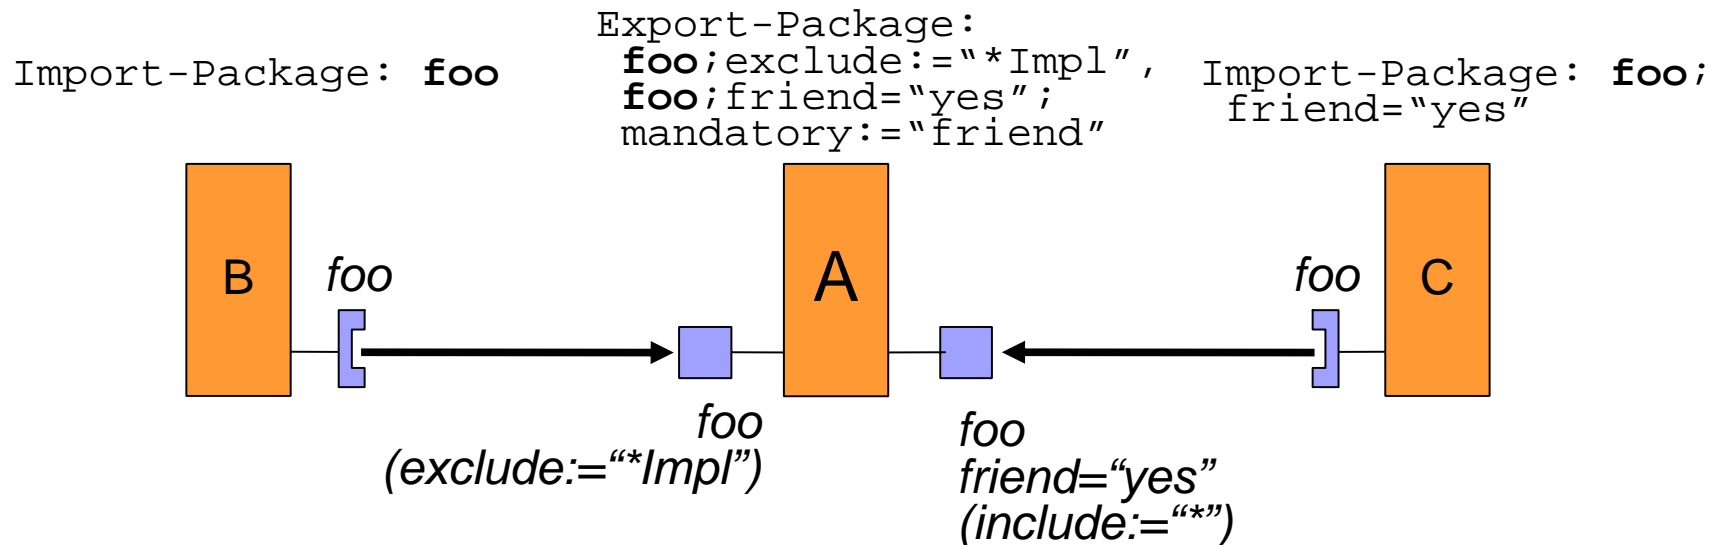 Import-Package: foo
Export-Package:
foo;exclude:=“*Impl”,
foo;friend=“yes”;
mandatory:=“friend”
Import-Package: foo;
friend=“yes”
B
foo
A
foo
C
foo
(exclude:=“*Impl”)
foo
friend=“yes”
(include:=“*”)